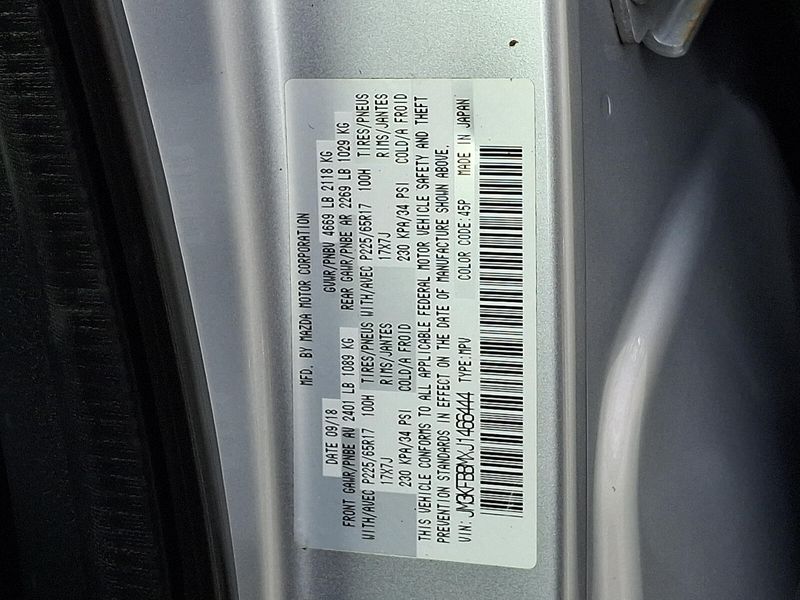 MFD. BY MAZDA MOTOR CORPORATION
DATE 09/18 GVWR/PNBV 4669 LB 2118 KG
FRONT GAWR/PNBE AV 2401 LB 1089 KG REAR GAWR/PNBE AR 2269 LB 1029 KG
WITH/AVEC P225/65R17 100H TIRES/PNEUS WITH/AVEC P225/65R17 100H TIRES/PNEUS
17X7J RIMS/JANTES 17X7J RIMS/JANTES
230 KPA/34 PSI COLD/A FROID 230 KPA/34 PSI COLD/A FROID
THIS VEHICLE CONFORMS TO ALL APPLICABLE FEDERAL MOTOR VEHICLE SAFETY AND THEFT
PREVENTION STANDARDS IN EFFECT ON THE DATE OF MANUFACTURE SHOWN ABOVE.
VIN: JM3KFBBMXJ1466444 TYPE:MPV COLOR CODE:45P MADE IN JAPAN